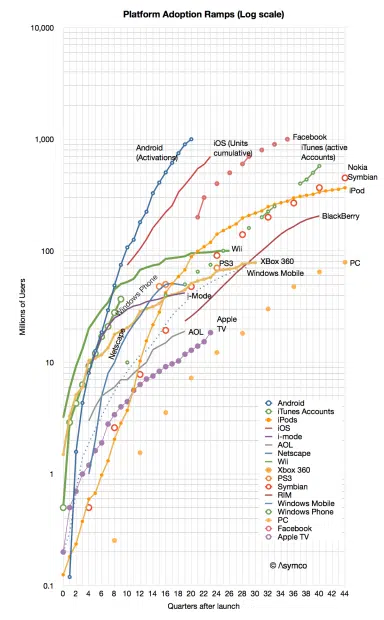 Platform Adoption Ramps (Log scale)
10,000
1,000
100
10
1
0.1
Millions of Users
Android
(Activations)
iOS (Units
cumulative)
Facebook
iTunes (active
Accounts)
Nokia
Symbian
iPod
BlackBerry
Wii
PS3
XBox 360
Windows Mobile
PC
Windows Phone
i-Mode
Netscape
AOL
Apple
TV
Android
iTunes Accounts
iPods
iOS
i-mode
AOL
Netscape
Wii
Xbox 360
PS3
Symbian
RIM
Windows Mobile
Windows Phone
PC
Facebook
Apple TV
© Λsymco
0 2 4 6 8 10 12 14 16 18 20 22 24 26 28 30 32 34 36 38 40 42 44
Quarters after launch